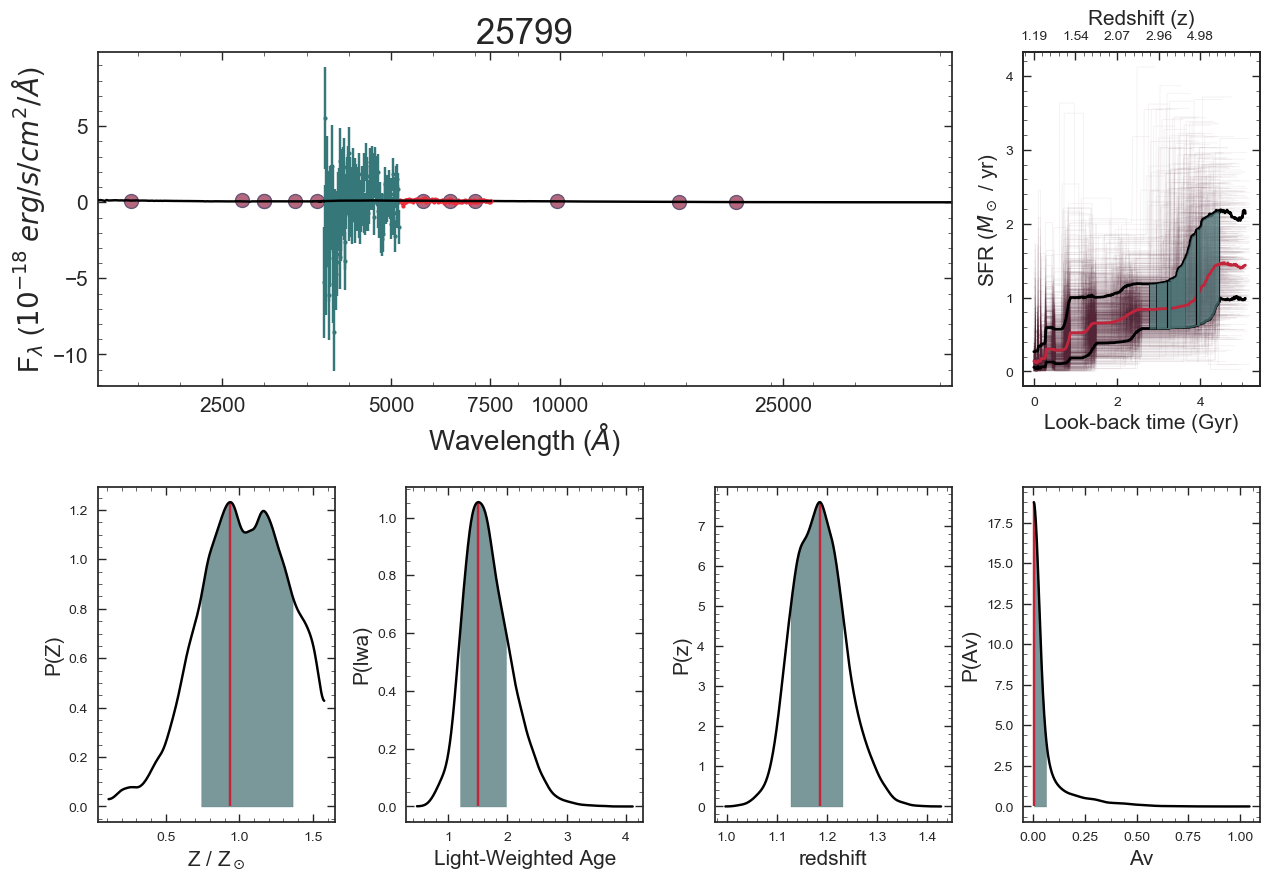 25799
F_λ (10^−18 erg/s/cm^2/Å)
5
0
−5
−10
2500 5000 7500 10000 25000
Wavelength (Å)
Redshift (z)
1.19 1.54 2.07 2.96 4.98
SFR (M_⊙ / yr)
4
3
2
1
0
0 2 4
Look-back time (Gyr)
P(Z)
1.2
1.0
0.8
0.6
0.4
0.2
0.0
0.5 1.0 1.5
Z / Z_⊙
P(lwa)
1.0
0.8
0.6
0.4
0.2
0.0
1 2 3 4
Light-Weighted Age
P(z)
7
6
5
4
3
2
1
0
1.0 1.1 1.2 1.3 1.4
redshift
P(Av)
17.5
15.0
12.5
10.0
7.5
5.0
2.5
0.0
0.00 0.25 0.50 0.75 1.00
Av